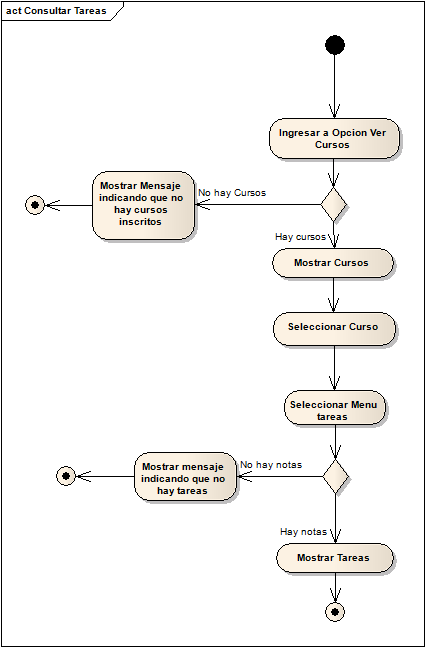 act Consultar Tareas
Ingresar a Opcion Ver
Cursos
No hay Cursos
Mostrar Mensaje
indicando que no
hay cursos
inscritos
Hay cursos
Mostrar Cursos
Seleccionar Curso
Seleccionar Menu
tareas
No hay notas
Mostrar mensaje
indicando que no
hay tareas
Hay notas
Mostrar Tareas